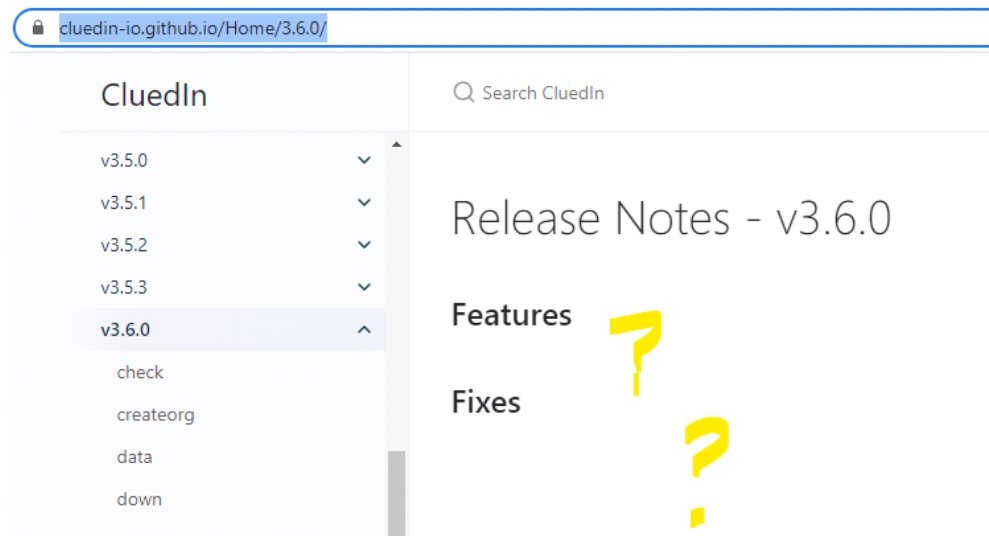 cluedin-io.github.io/Home/3.6.0/
CluedIn
Search CluedIn
v3.5.0
v3.5.1
v3.5.2
v3.5.3
v3.6.0
check
createorg
data
down
Release Notes - v3.6.0
Features
?
Fixes
?